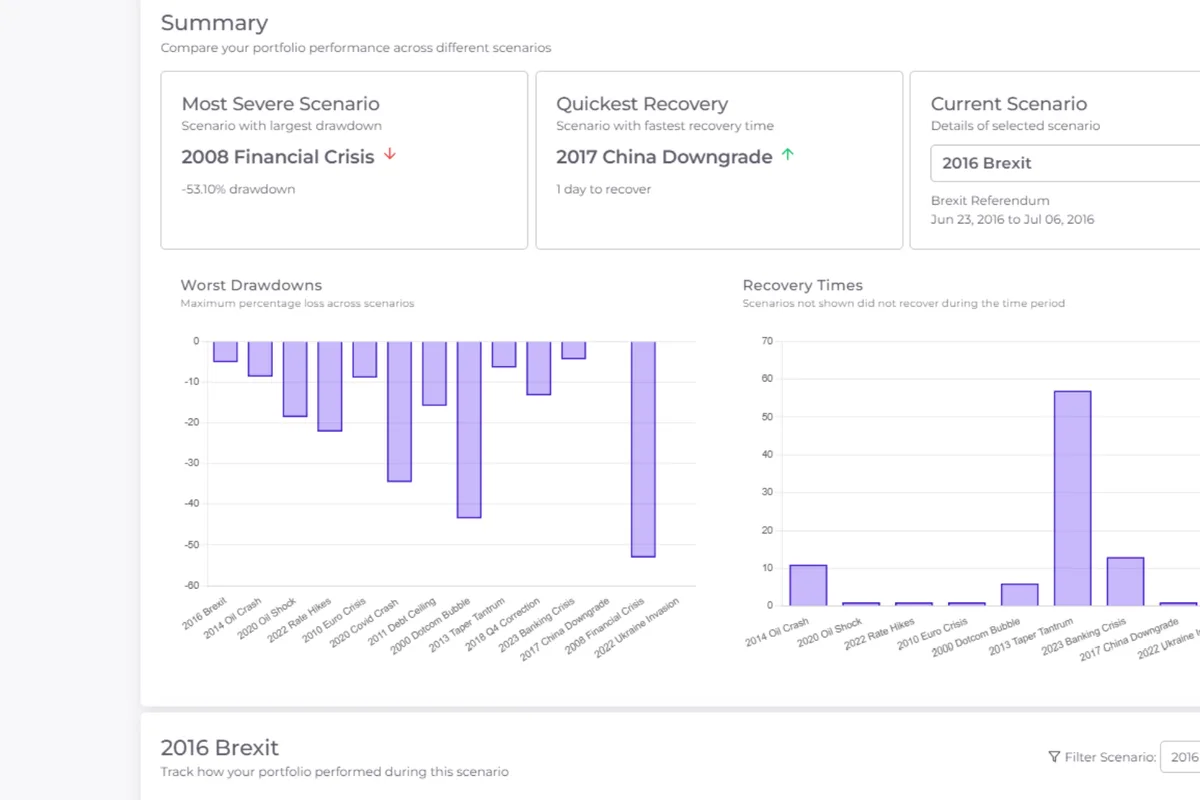 Summary
Compare your portfolio performance across different scenarios
Most Severe Scenario
Scenario with largest drawdown
2008 Financial Crisis
-53.10% drawdown
Quickest Recovery
Scenario with fastest recovery time
2017 China Downgrade
1 day to recover
Current Scenario
Details of selected scenario
2016 Brexit
Brexit Referendum
Jun 23, 2016 to Jul 06, 2016
Worst Drawdowns
Maximum percentage loss across scenarios
0
-10
-20
-30
-40
-50
-60
2016 Brexit
2014 Oil Crash
2020 Oil Shock
2022 Rate Hikes
2010 Euro Crisis
2020 Covid Crash
2011 Debt Ceiling
2000 Dotcom Bubble
2013 Taper Tantrum
2018 Q4 Correction
2023 Banking Crisis
2017 China Downgrade
2008 Financial Crisis
2022 Ukraine Invasion
Recovery Times
Scenarios not shown did not recover during the time period
70
60
50
40
30
20
10
0
2014 Oil Crash
2020 Oil Shock
2022 Rate Hikes
2010 Euro Crisis
2000 Dotcom Bubble
2013 Taper Tantrum
2023 Banking Crisis
2017 China Downgrade
2022 Ukraine
2016 Brexit
Track how your portfolio performed during this scenario
Filter Scenario:
2016